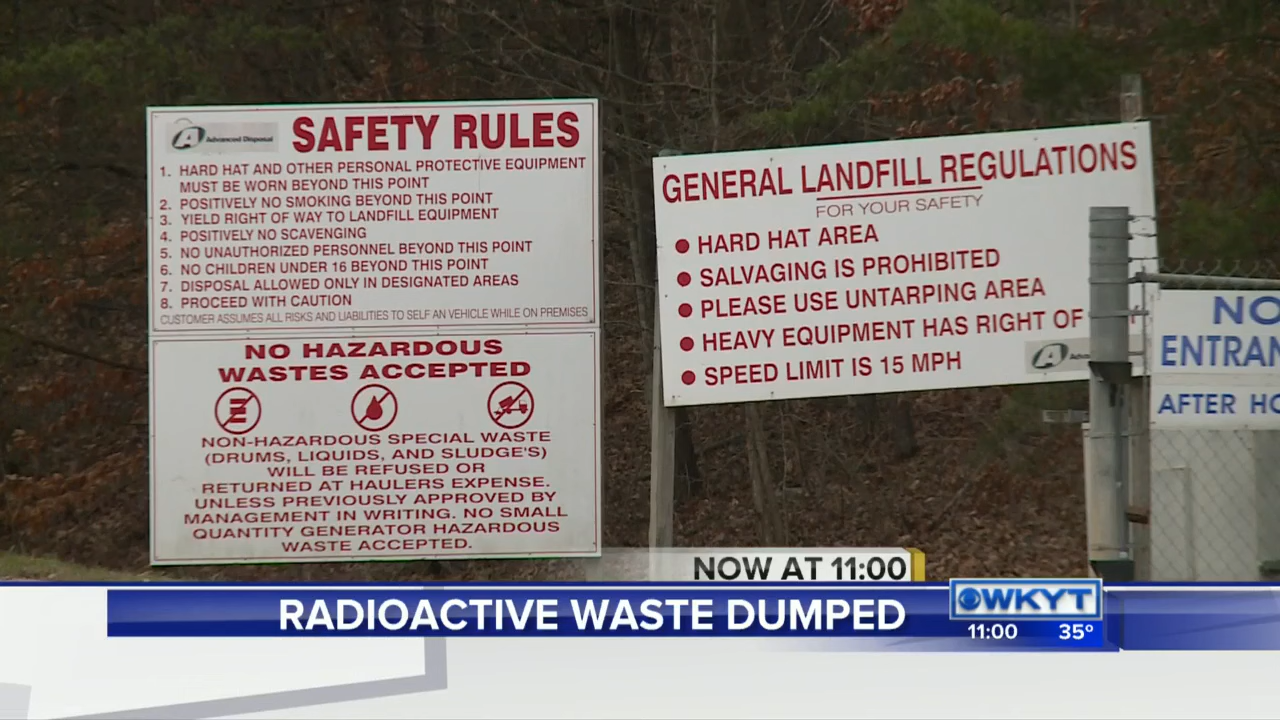 Advanced Disposal
SAFETY RULES
1. HARD HAT AND OTHER PERSONAL PROTECTIVE EQUIPMENT
MUST BE WORN BEYOND THIS POINT
2. POSITIVELY NO SMOKING BEYOND THIS POINT
3. YIELD RIGHT OF WAY TO LANDFILL EQUIPMENT
4. POSITIVELY NO SCAVENGING
5. NO UNAUTHORIZED PERSONNEL BEYOND THIS POINT
6. NO CHILDREN UNDER 16 BEYOND THIS POINT
7. DISPOSAL ALLOWED ONLY IN DESIGNATED AREAS
8. PROCEED WITH CAUTION
CUSTOMER ASSUMES ALL RISKS AND LIABILITIES TO SELF AN VEHICLE WHILE ON PREMISES
NO HAZARDOUS
WASTES ACCEPTED
NON-HAZARDOUS SPECIAL WASTE
(DRUMS, LIQUIDS, AND SLUDGE'S)
WILL BE REFUSED OR
RETURNED AT HAULERS EXPENSE.
UNLESS PREVIOUSLY APPROVED BY
MANAGEMENT IN WRITING. NO SMALL
QUANTITY GENERATOR HAZARDOUS
WASTE ACCEPTED.
GENERAL LANDFILL REGULATIONS
FOR YOUR SAFETY
• HARD HAT AREA
• SALVAGING IS PROHIBITED
• PLEASE USE UNTARPING AREA
• HEAVY EQUIPMENT HAS RIGHT OF
• SPEED LIMIT IS 15 MPH
NO
ENTRAN
AFTER HO
NOW AT 11:00
RADIOACTIVE WASTE DUMPED
WKYT
11:00 35°